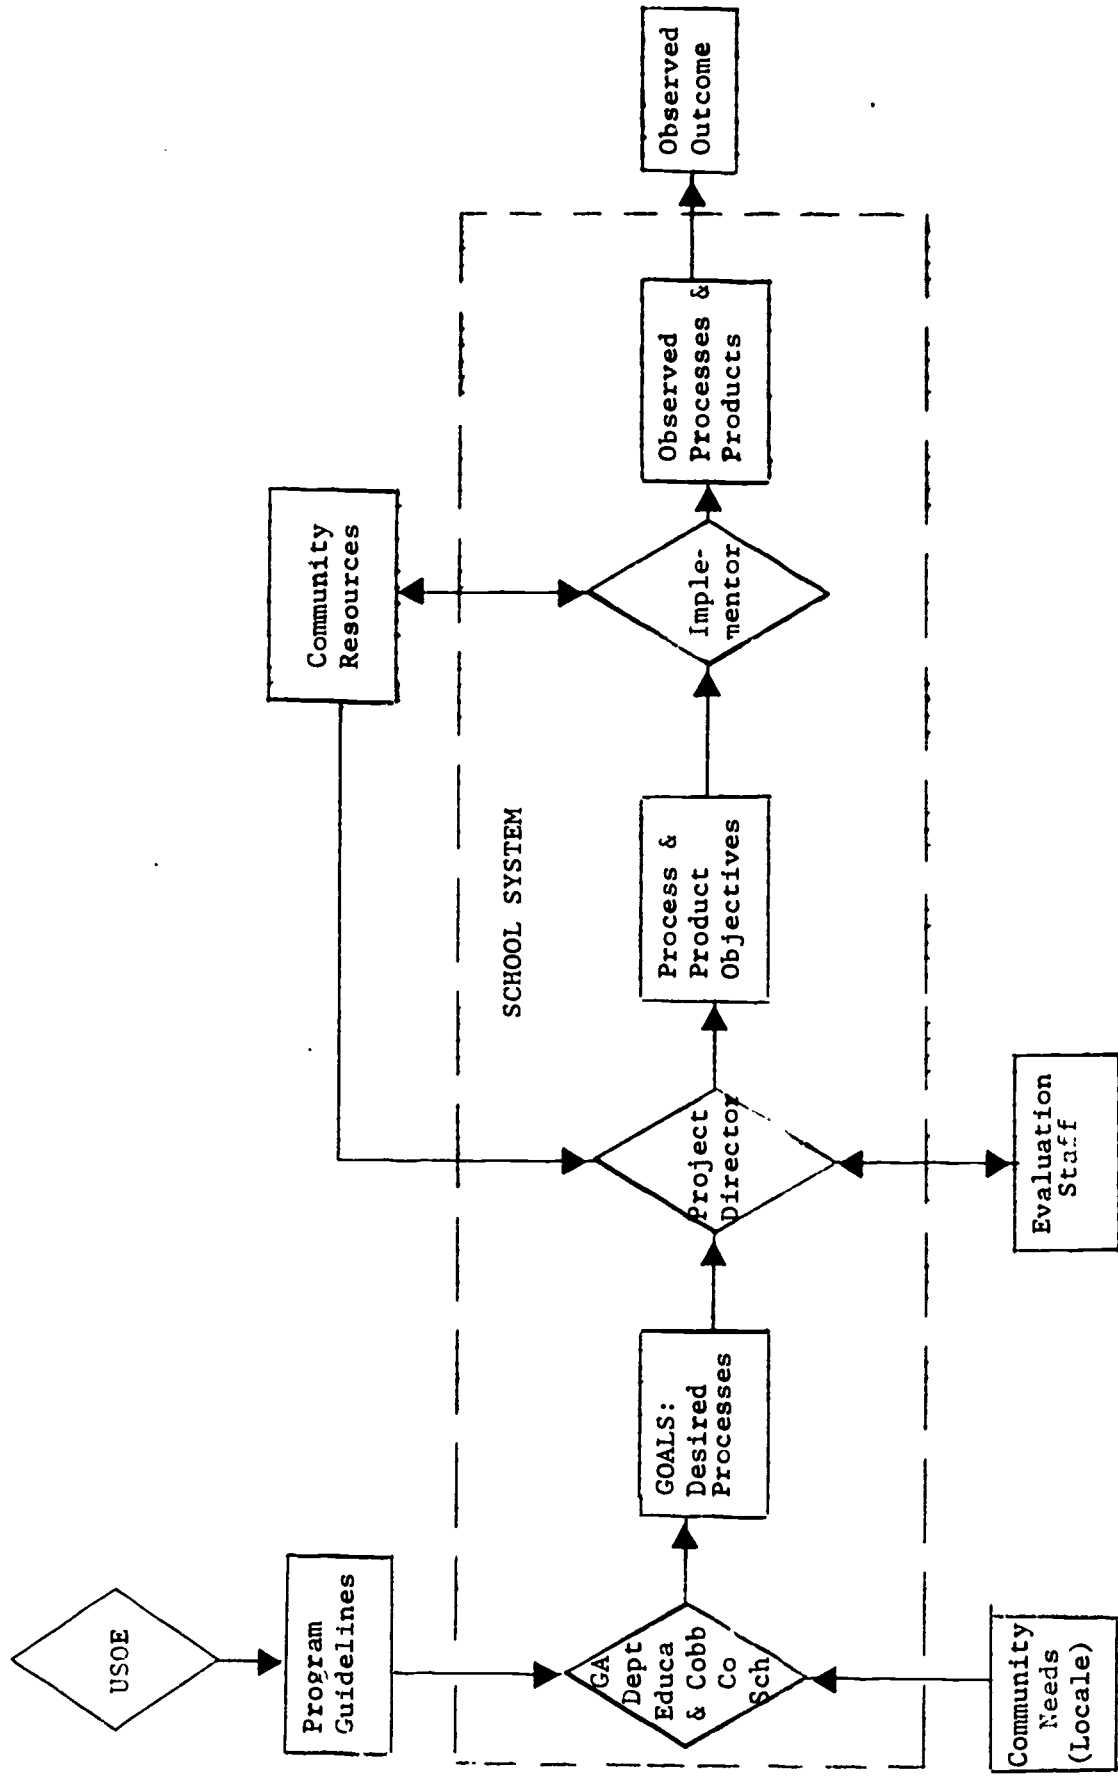 USOE
Program
Guidelines
GA
Dept
Educa
& Cobb
Co
Sch
Community
Needs
(Locale)
SCHOOL SYSTEM
GOALS:
Desired
Processes
Project
Director
Evaluation
Staff
Process &
Product
Objectives
Community
Resources
Imple-
mentor
Observed
Processes &
Products
Observed
Outcome